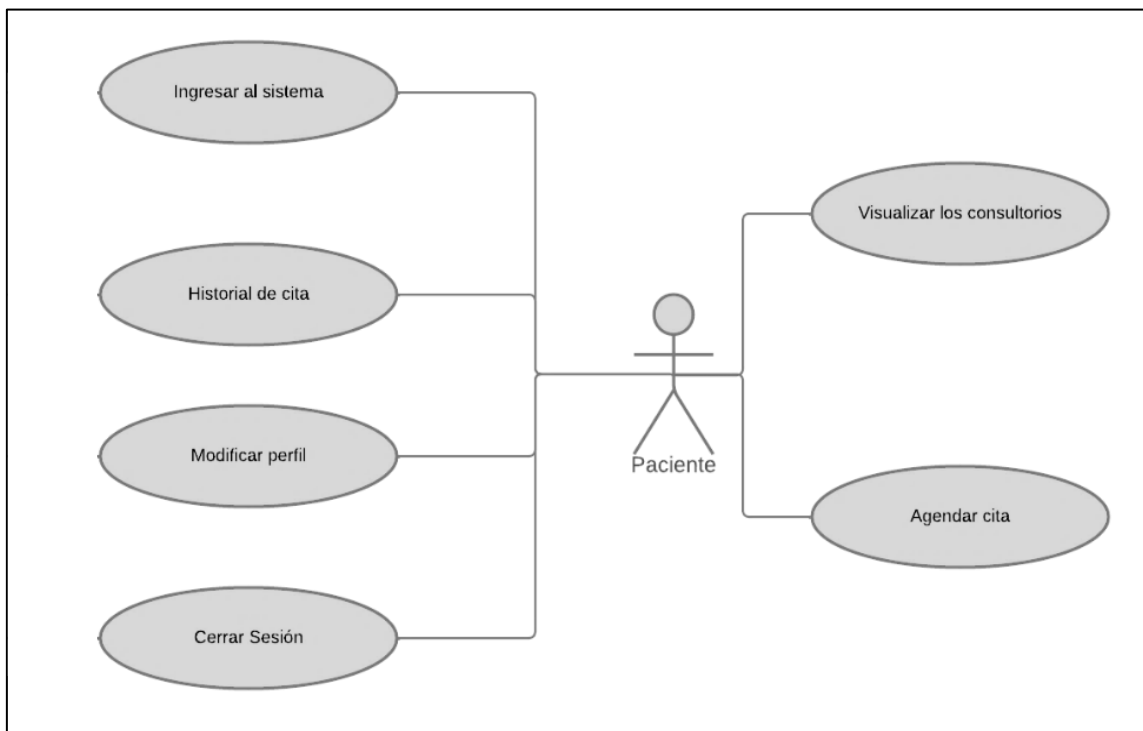 Ingresar al sistema
Historial de cita
Modificar perfil
Cerrar Sesión
Paciente
Visualizar los consultorios
Agendar cita